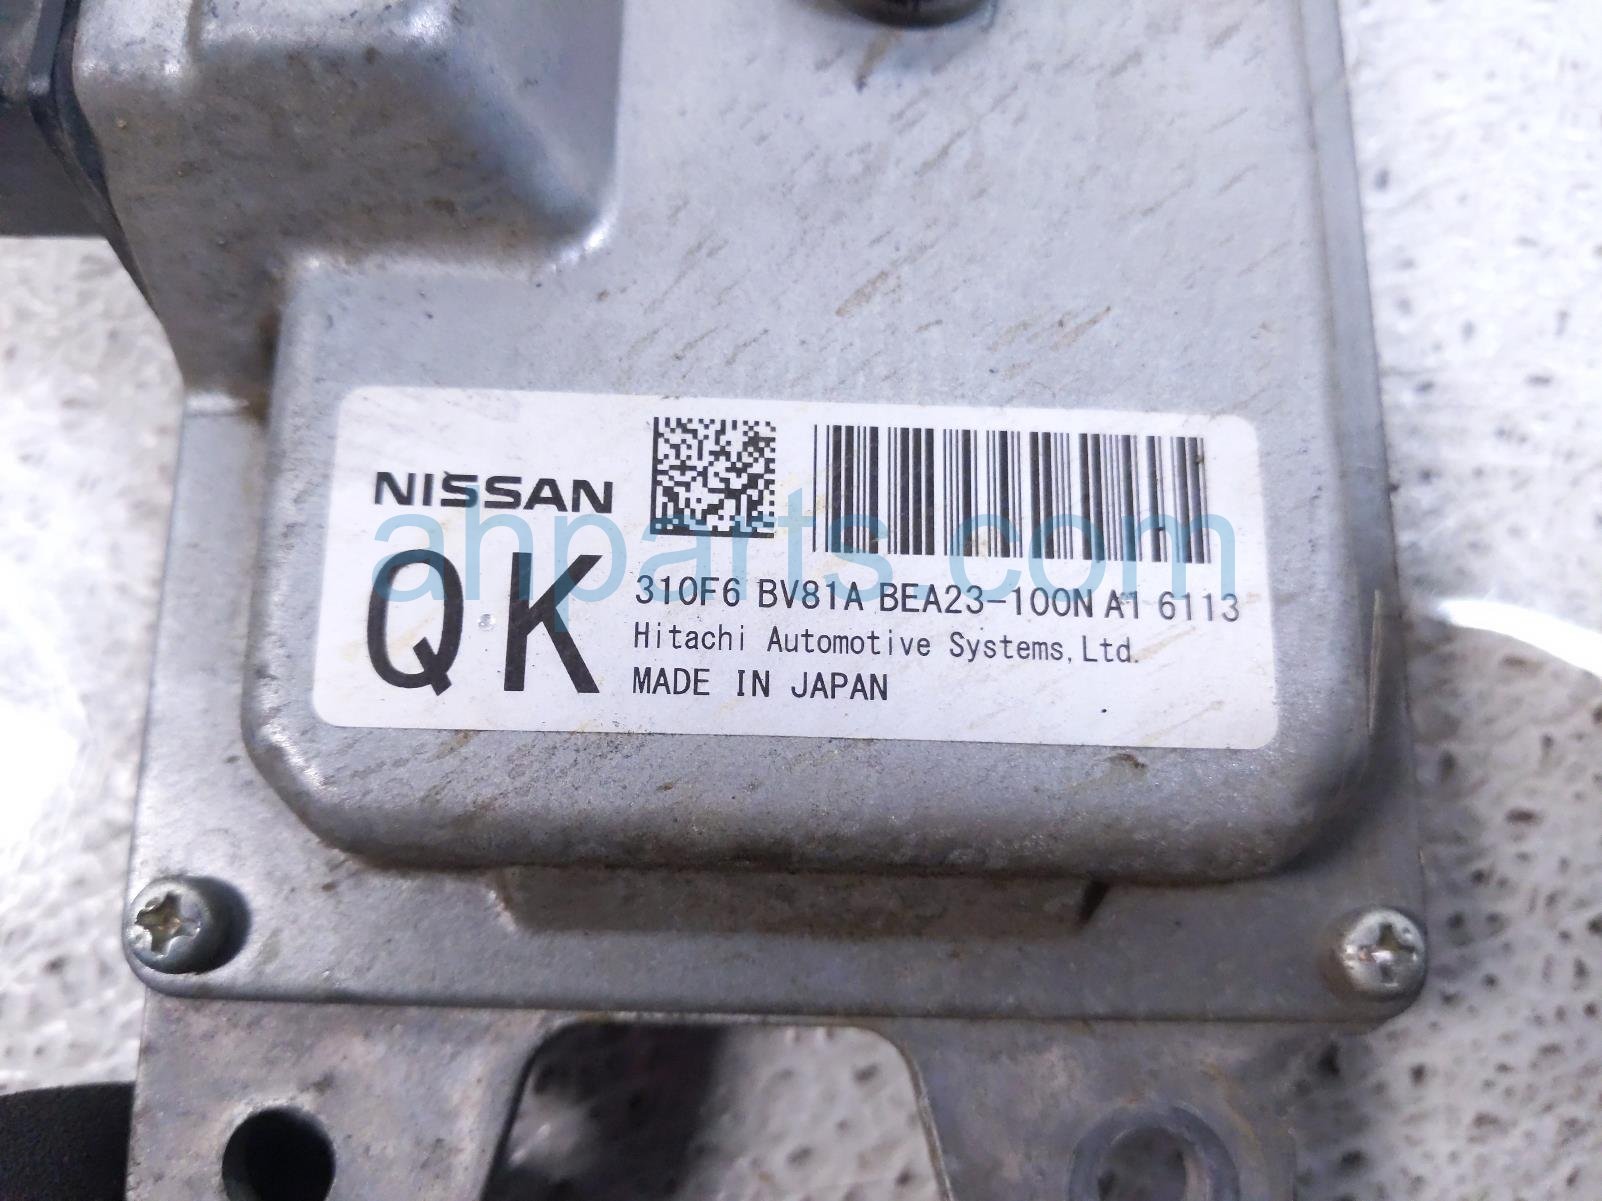 NISSAN
QK
310F6 BV81A BEA23-100N A1 6113
Hitachi Automotive Systems,Ltd.
MADE IN JAPAN
ahparts.com